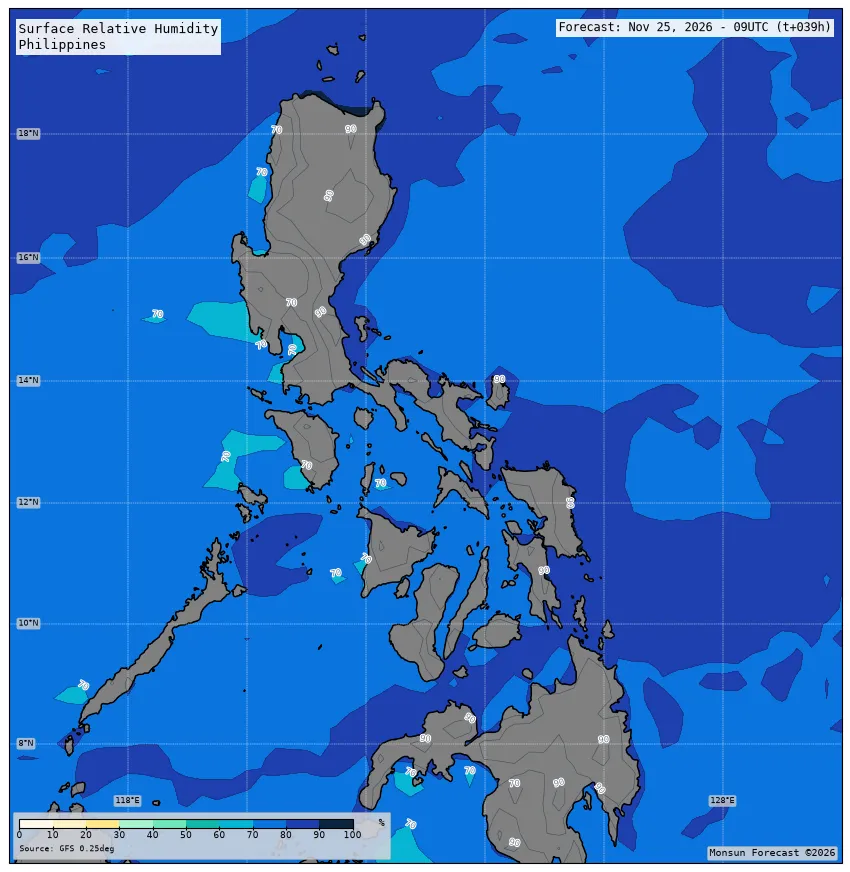 Surface Relative Humidity
Philippines
Forecast: Nov 25, 2026 - 09UTC (t+039h)
70
90
18°N
70
90
90
16°N
70
90
70
70
70
14°N
90
70
70
70
12°N
90
70
90
70
10°N
70
90
90
90
8°N
70
70
70
90
90
118°E
128°E
70
90
0 10 20 30 40 50 60 70 80 90 100 %
Source: GFS 0.25deg
Monsun Forecast ©2026